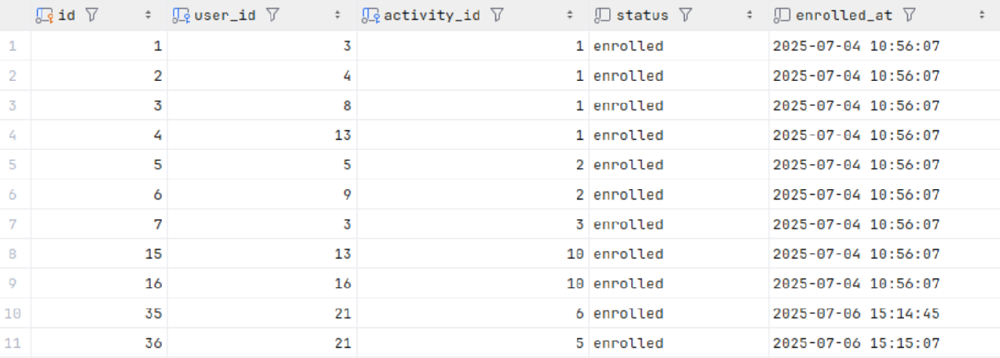 id user_id activity_id status enrolled_at
1 1 3 1 enrolled 2025-07-04 10:56:07
2 2 4 1 enrolled 2025-07-04 10:56:07
3 3 8 1 enrolled 2025-07-04 10:56:07
4 4 13 1 enrolled 2025-07-04 10:56:07
5 5 5 2 enrolled 2025-07-04 10:56:07
6 6 9 2 enrolled 2025-07-04 10:56:07
7 7 3 3 enrolled 2025-07-04 10:56:07
8 15 13 10 enrolled 2025-07-04 10:56:07
9 16 16 10 enrolled 2025-07-04 10:56:07
10 35 21 6 enrolled 2025-07-06 15:14:45
11 36 21 5 enrolled 2025-07-06 15:15:07